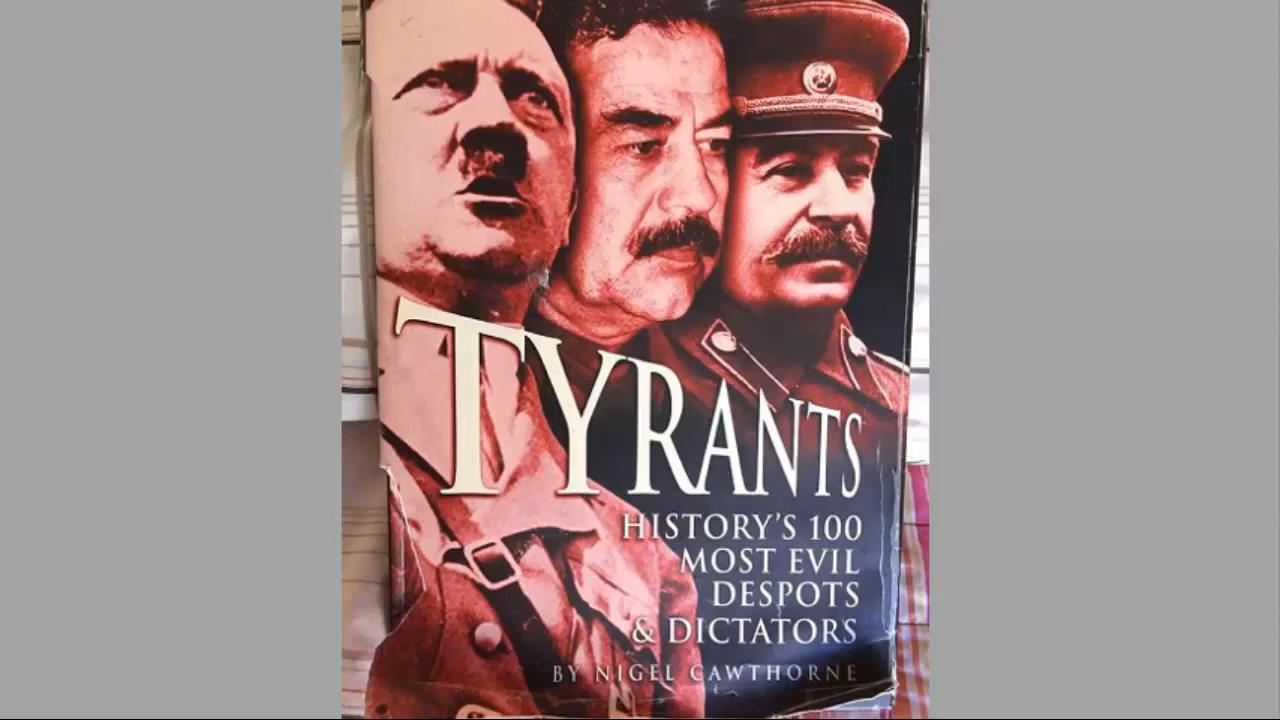 TYRANTS
HISTORY'S 100
MOST EVIL
DESPOTS
& DICTATORS
BY NIGEL CAWTHORNE